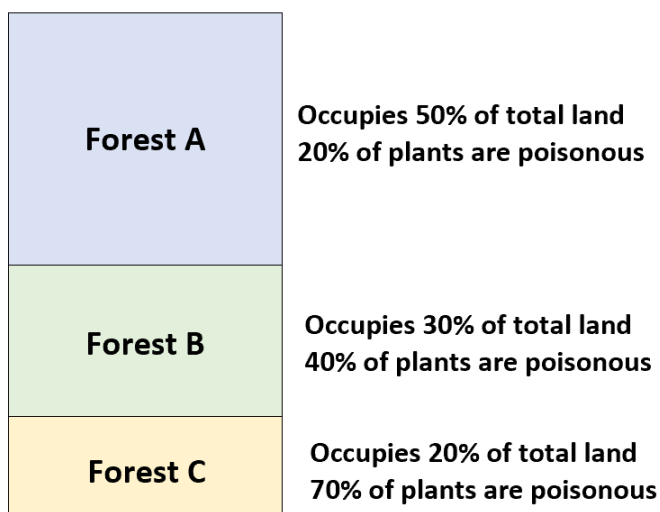 Forest A
Occupies 50% of total land
20% of plants are poisonous
Forest B
Occupies 30% of total land
40% of plants are poisonous
Forest C
Occupies 20% of total land
70% of plants are poisonous